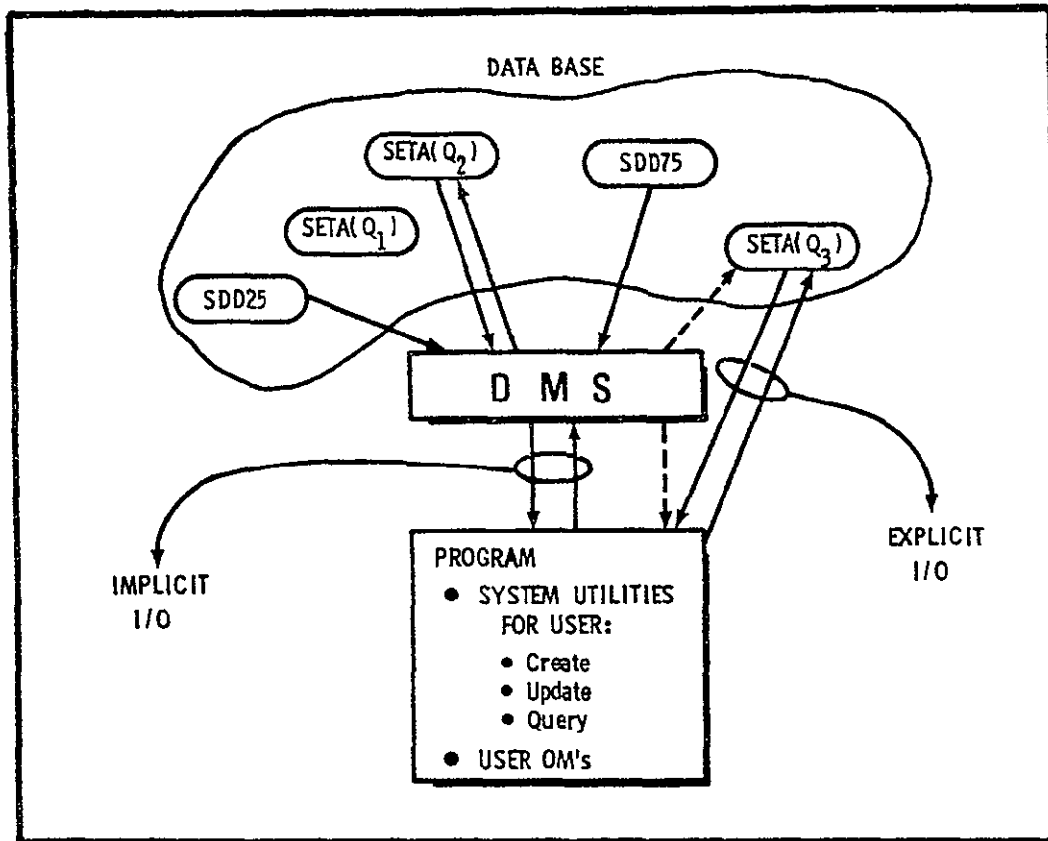 DATA BASE
SETA(Q2)
SDD75
SETA(Q1)
SETA(Q3)
SDD25
D M S
IMPLICIT
I/O
EXPLICIT
I/O
PROGRAM
● SYSTEM UTILITIES
FOR USER:
● Create
● Update
● Query
● USER OM's